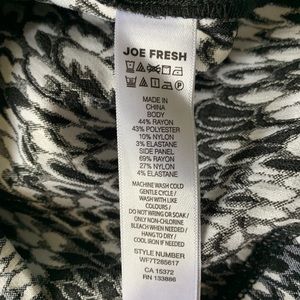 JOE FRESH
MADE IN
CHINA
BODY
44% RAYON
43% POLYESTER
10% NYLON
3% ELASTANE
SIDE PANEL
69% RAYON
27% NYLON
4% ELASTANE
MACHINE WASH COLD
GENTLE CYCLE /
WASH WITH LIKE
COLOURS /
DO NOT WRING OR SOAK /
ONLY NON-CHLORINE
BLEACH WHEN NEEDED /
HANG TO DRY /
COOL IRON IF NEEDED
STYLE NUMBER
WF7T285617
CA 15372
RN 133886